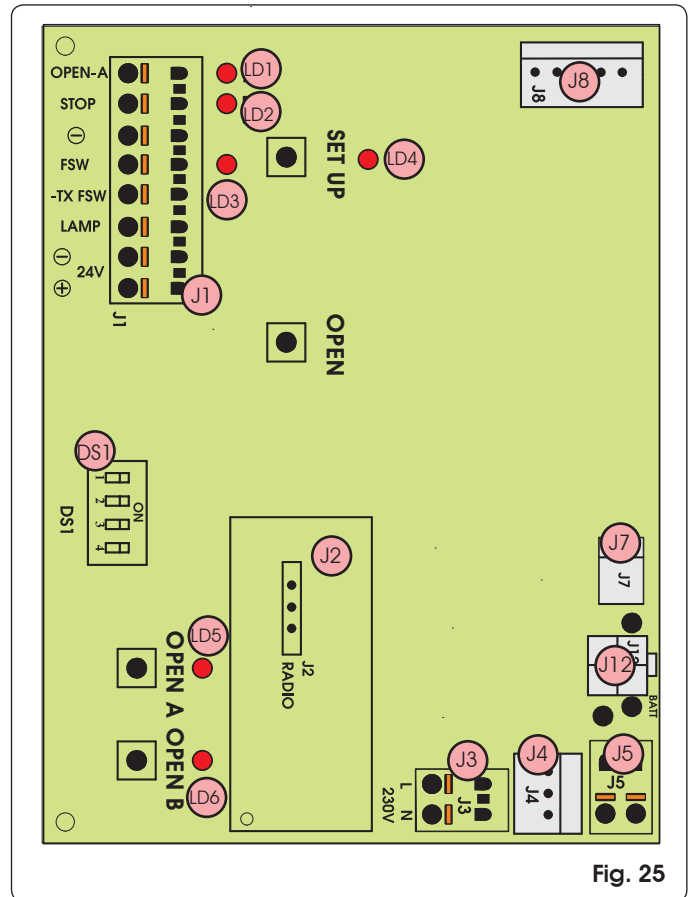 OPEN-A
LD1
J8
J8
STOP
LD2
⊖
SET UP
LD4
FSW
-TX FSW
LD3
LAMP
⊖
24V
⊕
J1
J1
OPEN
DS1
1
2
3
4
ON
DS1
J2
J7
J7
J2
RADIO
LD5
OPEN A
J12
BATT
LD6
OPEN B
J3
J4
J5
L
N
230V
J3
J4
J5
Fig. 25